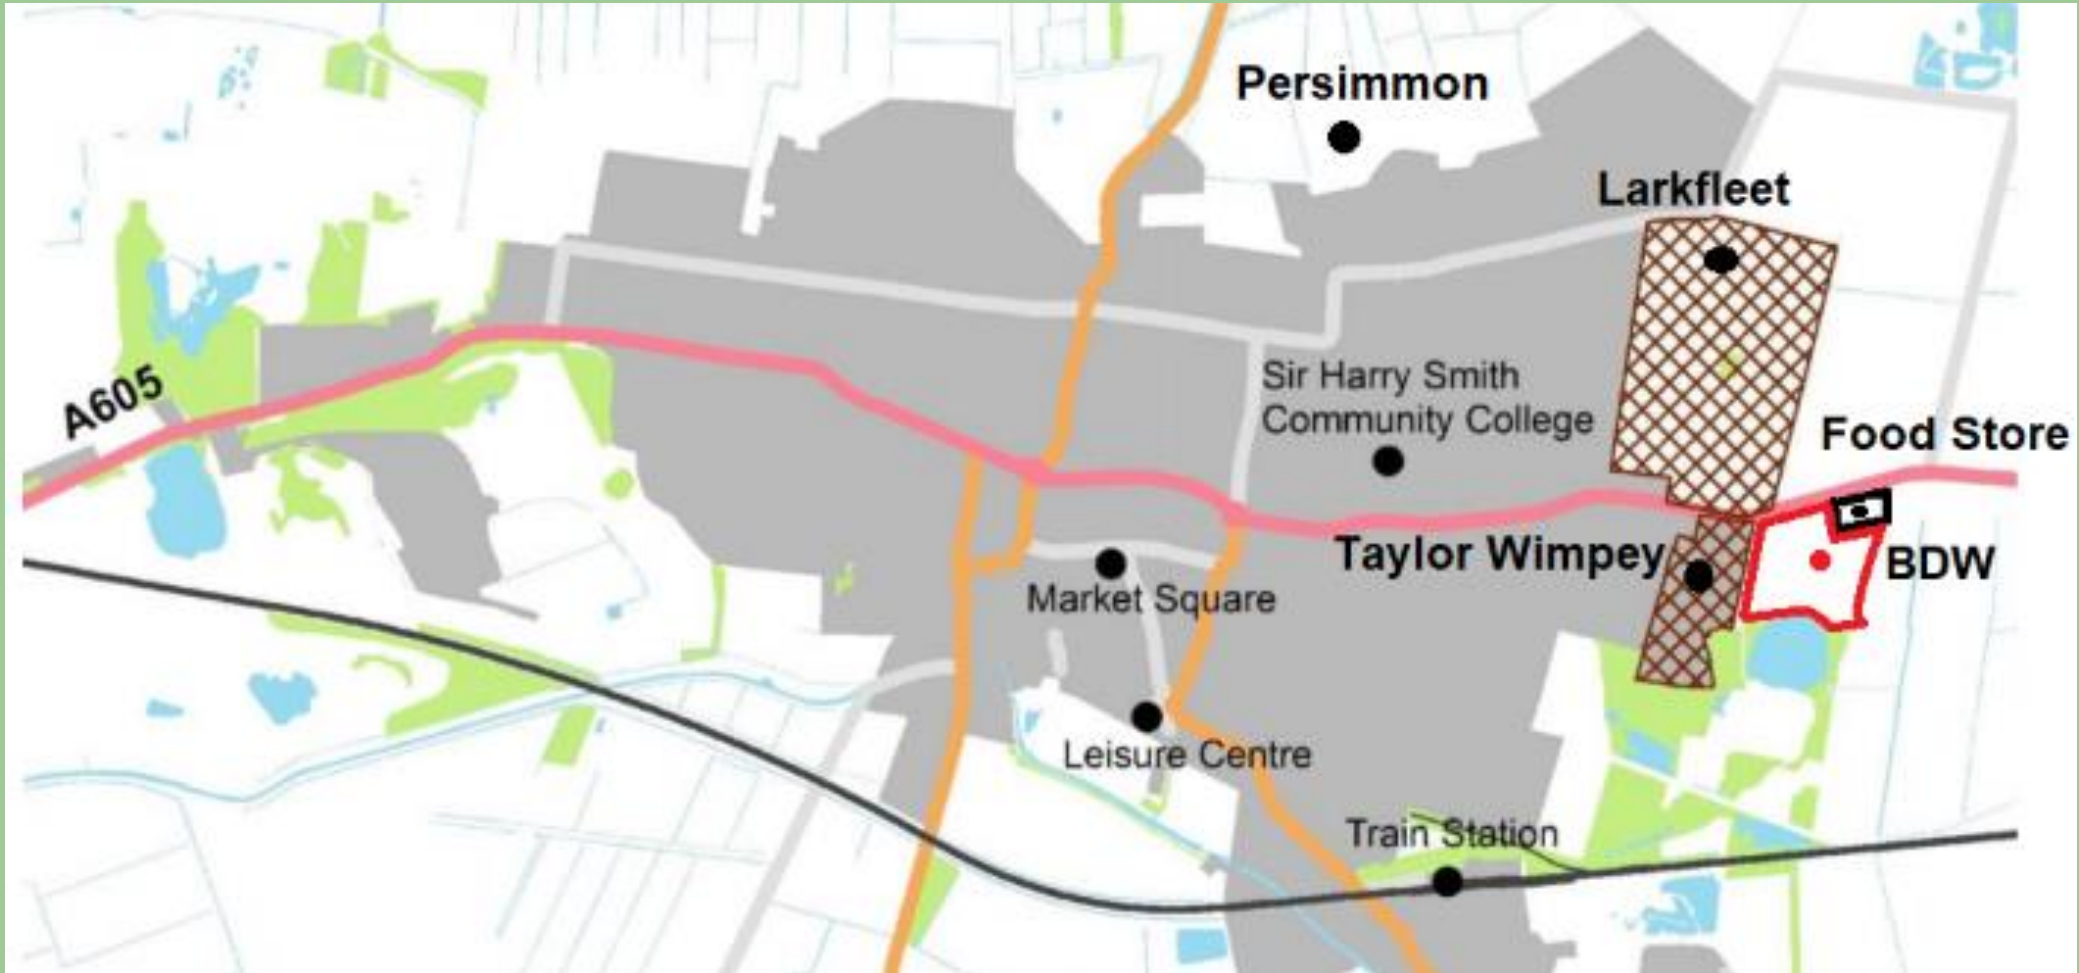 Persimmon
Larkfleet
A605
Sir Harry Smith
Community College
Food Store
Taylor Wimpey
BDW
Market Square
Leisure Centre
Train Station